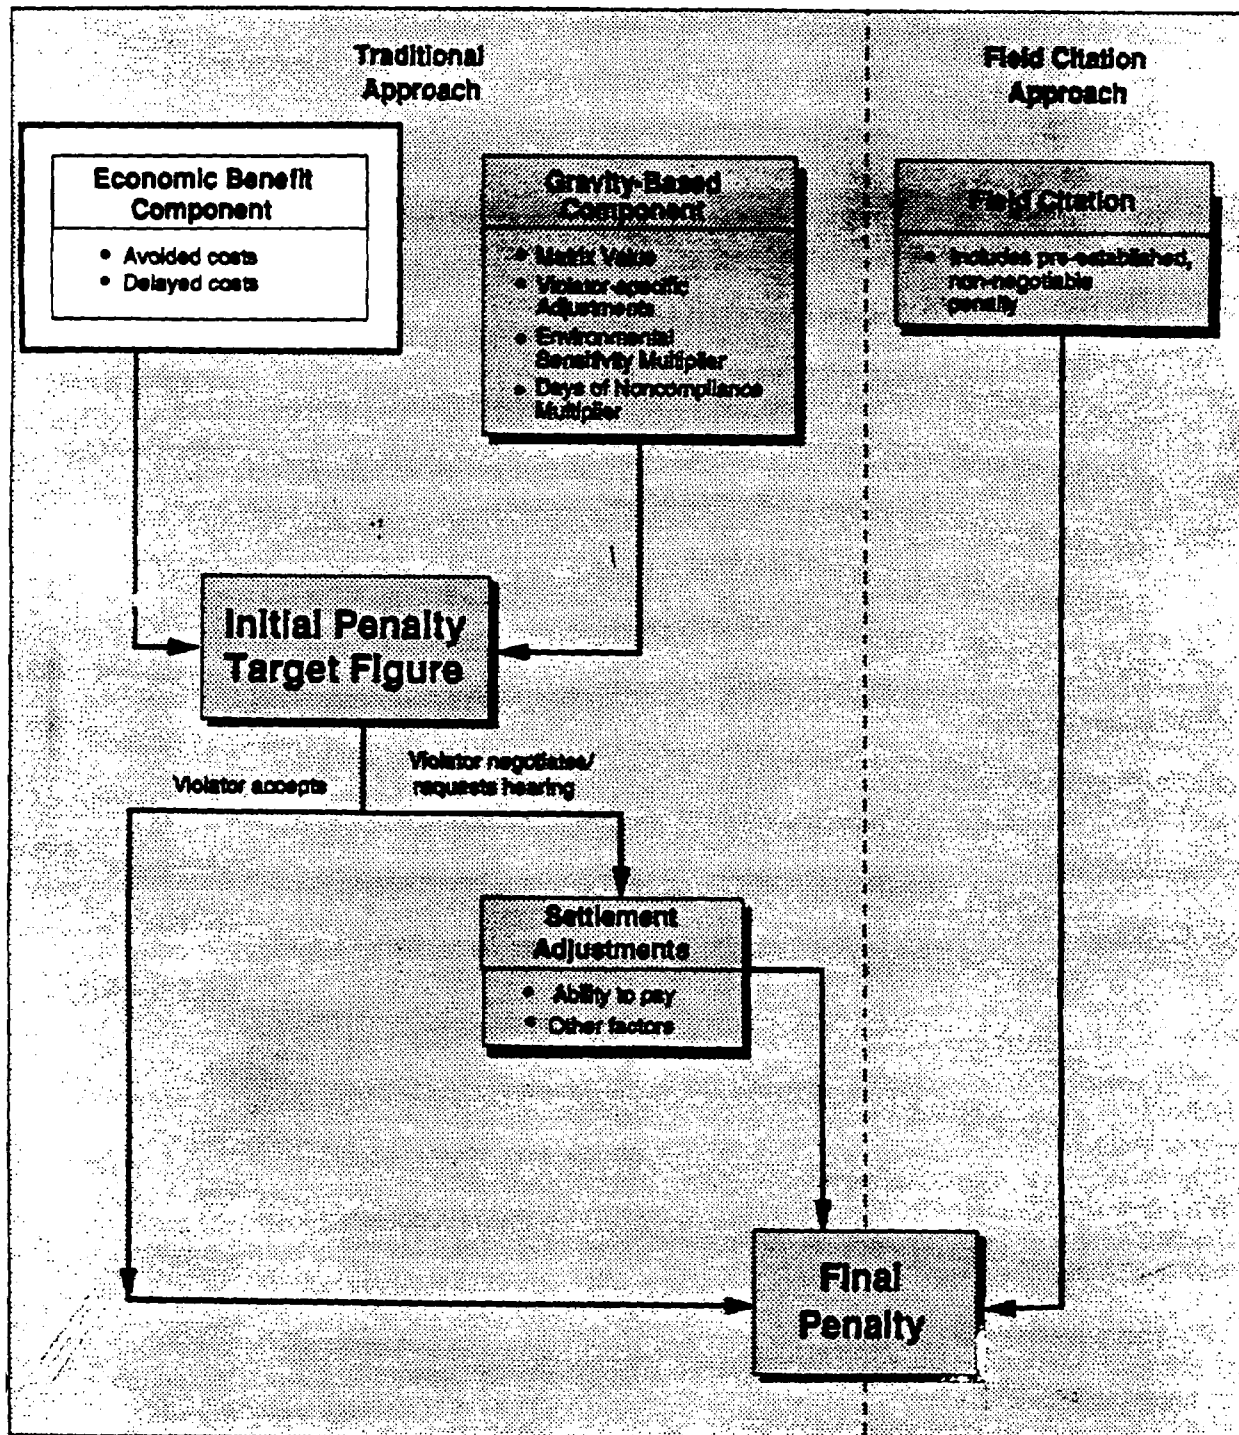 Traditional
Approach
Field Citation
Approach
Economic Benefit
Component
• Avoided costs
• Delayed costs
Gravity-Based
Component
• Matrix Value
• Violator-specific
Adjustments
• Environmental
Sensitivity Multiplier
• Days of Noncompliance
Multiplier
Field Citation
• Includes pre-established,
non-negotiable
penalty
Initial Penalty
Target Figure
Violator accepts
Violator negotiates/
requests hearing
Settlement
Adjustments
• Ability to pay
• Other factors
Final
Penalty